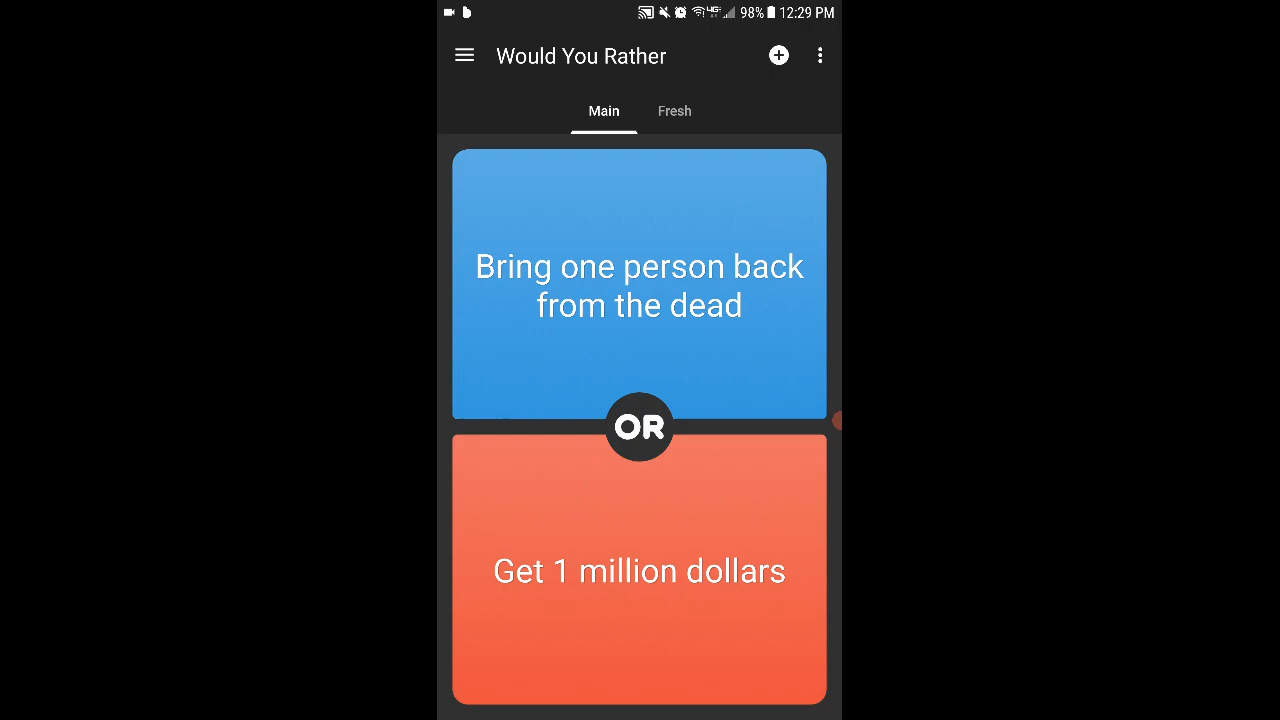 98% 12:29 PM
Would You Rather
Main Fresh
Bring one person back
from the dead
OR
Get 1 million dollars